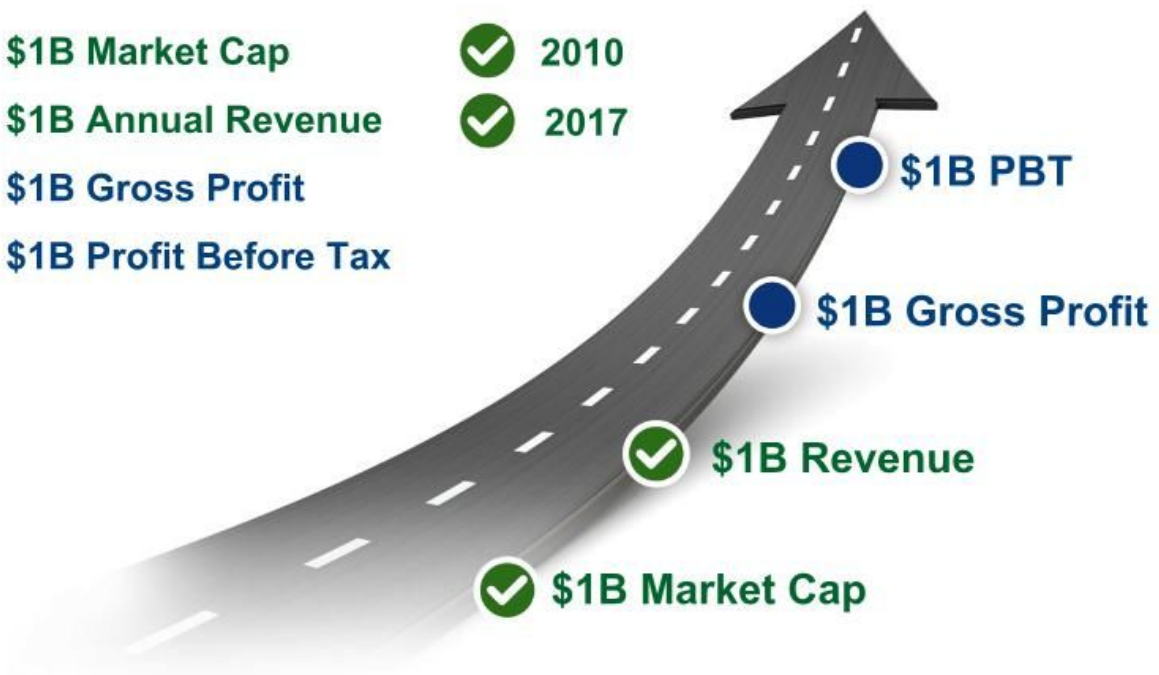 $1B Market Cap 2010
$1B Annual Revenue 2017
$1B Gross Profit
$1B Profit Before Tax
$1B PBT
$1B Gross Profit
$1B Revenue
$1B Market Cap